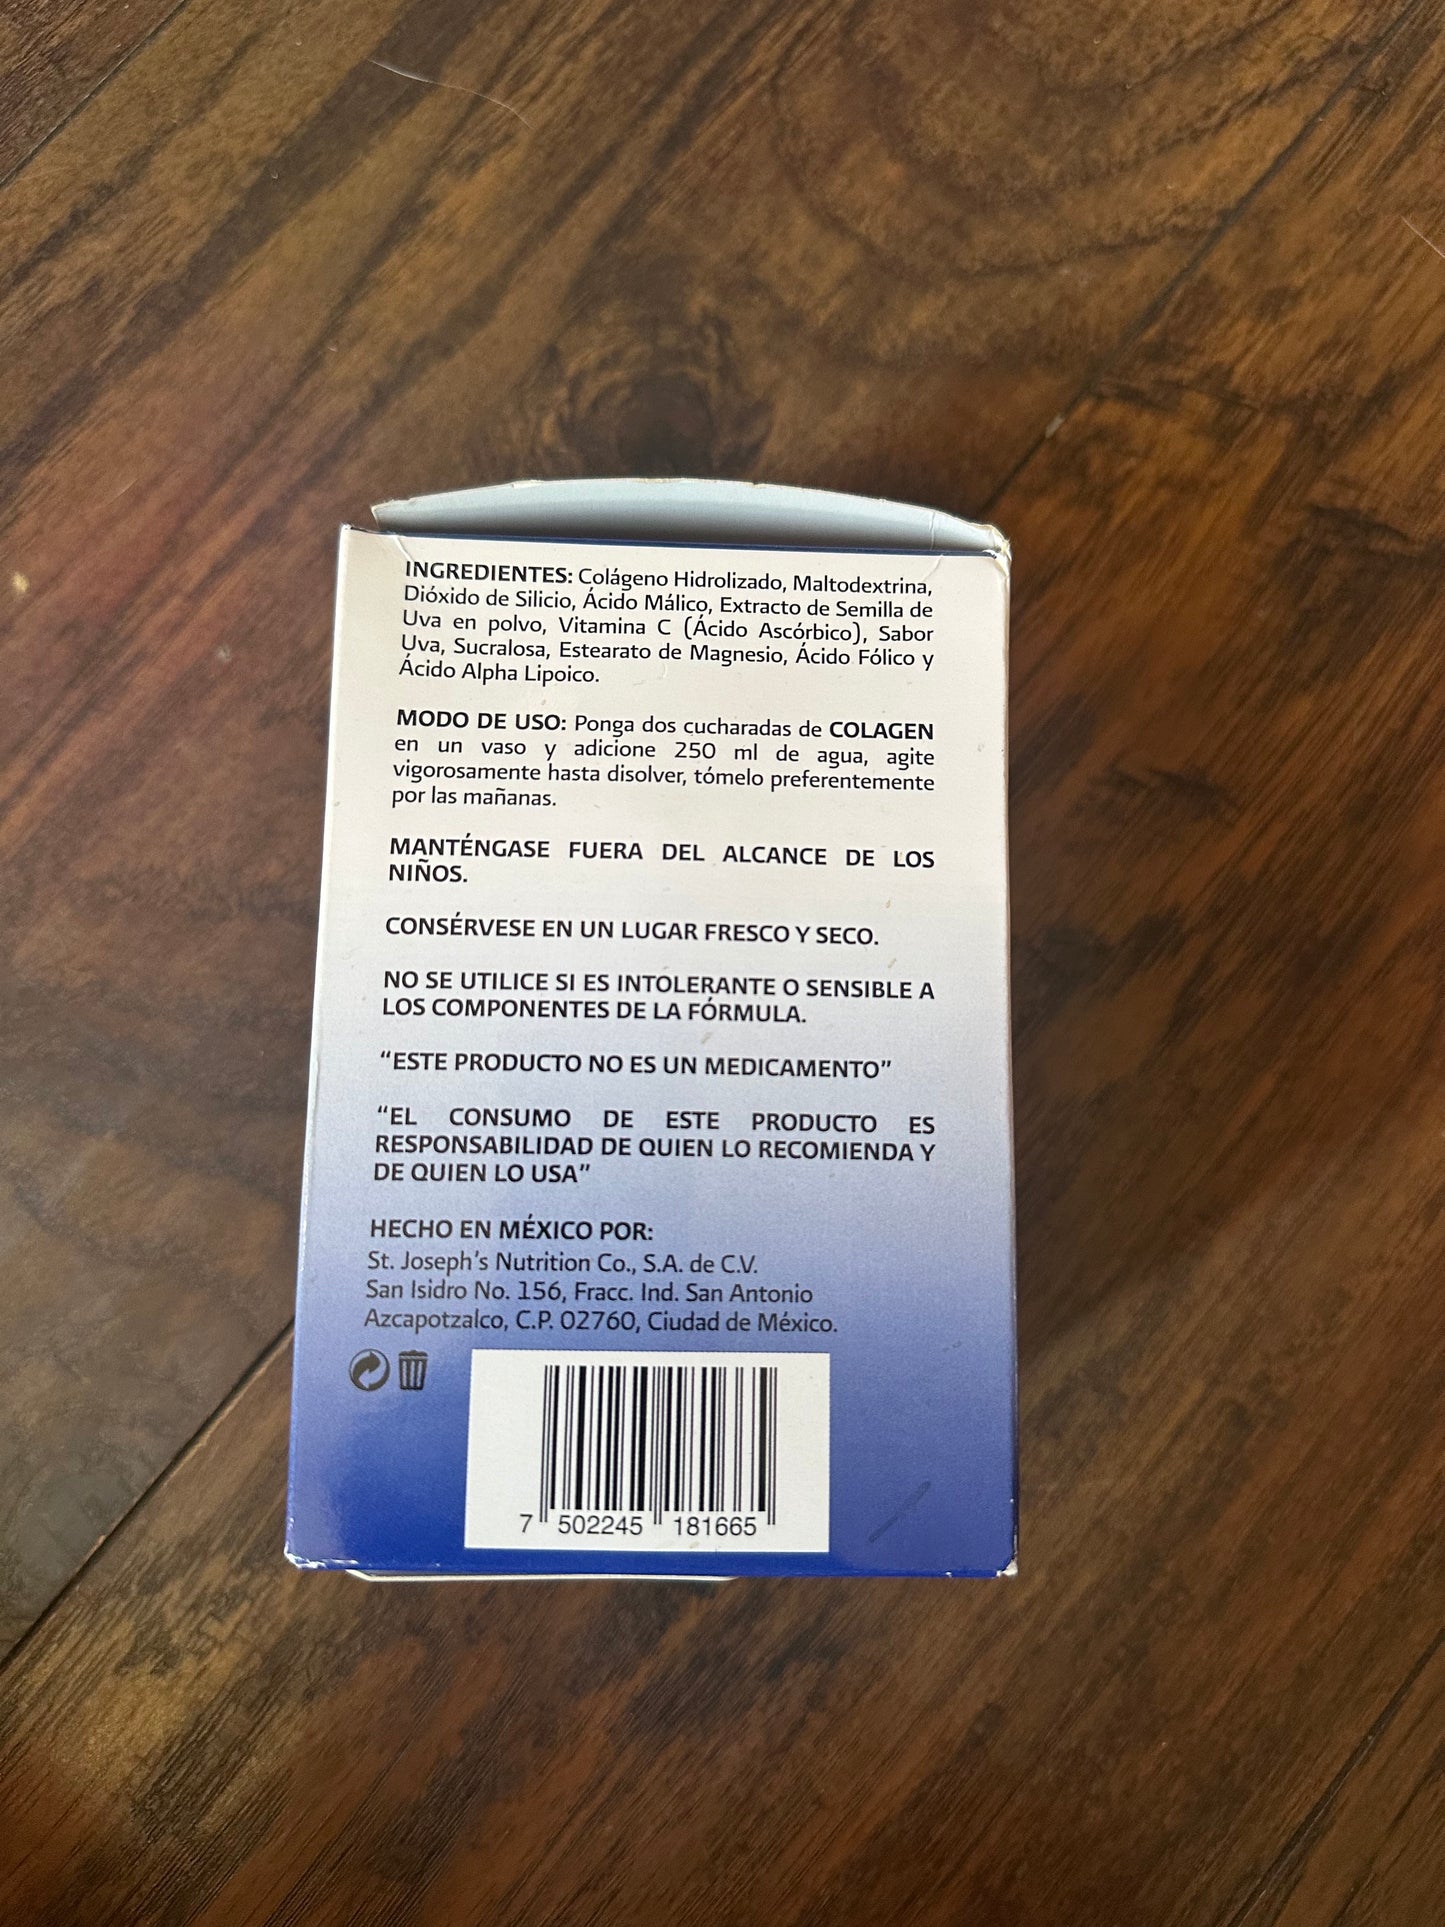 INGREDIENTES: Colágeno Hidrolizado, Maltodextrina,
Dióxido de Silicio, Ácido Málico, Extracto de Semilla de
Uva en polvo, Vitamina C (Ácido Ascórbico), Sabor
Uva, Sucralosa, Estearato de Magnesio, Ácido Fólico y
Ácido Alpha Lipoico.
MODO DE USO: Ponga dos cucharadas de COLAGEN
en un vaso y adicione 250 ml de agua, agite
vigorosamente hasta disolver, tómelo preferentemente
por las mañanas.
MANTÉNGASE FUERA DEL ALCANCE DE LOS
NIÑOS.
CONSÉRVESE EN UN LUGAR FRESCO Y SECO.
NO SE UTILICE SI ES INTOLERANTE O SENSIBLE A
LOS COMPONENTES DE LA FÓRMULA.
“ESTE PRODUCTO NO ES UN MEDICAMENTO”
“EL CONSUMO DE ESTE PRODUCTO ES
RESPONSABILIDAD DE QUIEN LO RECOMIENDA Y
DE QUIEN LO USA”
HECHO EN MÉXICO POR:
St. Joseph's Nutrition Co., S.A. de C.V.
San Isidro No. 156, Fracc. Ind. San Antonio
Azcapotzalco, C.P. 02760, Ciudad de México.
7 502245 181665